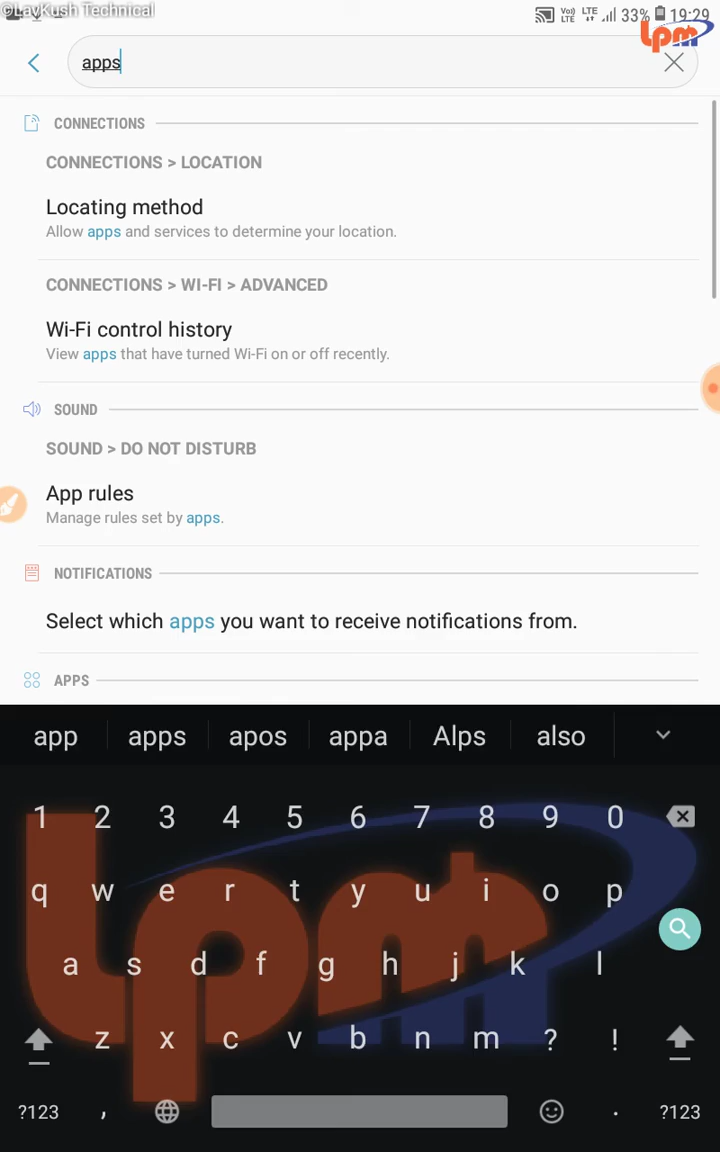 ©LavKush Technical
Vo) LTE LTE 33% 19:29
lpm
apps
CONNECTIONS
CONNECTIONS > LOCATION
Locating method
Allow apps and services to determine your location.
CONNECTIONS > WI-FI > ADVANCED
Wi-Fi control history
View apps that have turned Wi-Fi on or off recently.
SOUND
SOUND > DO NOT DISTURB
App rules
Manage rules set by apps.
NOTIFICATIONS
Select which apps you want to receive notifications from.
APPS
app apps apos appa Alps also
1 2 3 4 5 6 7 8 9 0
q w e r t y u i o p
a s d f g h j k l
z x c v b n m ? !
?123 , . ?123
lpm